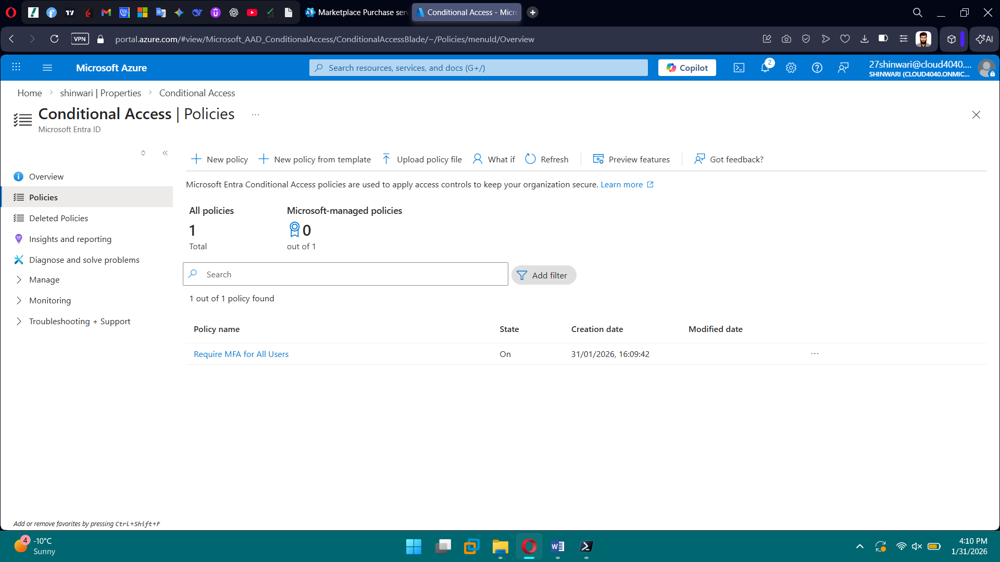 Marketplace Purchase ser
Conditional Access - Micr
VPN
portal.azure.com/#view/Microsoft_AAD_ConditionalAccess/ConditionalAccessBlade/~/Policies/menuId/Overview
AI
Microsoft Azure
Search resources, services, and docs (G+/)
Copilot
2
27shinwari@cloud4040....
SHINWARI (CLOUD4040.ONMIC...
Home > shinwari | Properties > Conditional Access
Conditional Access | Policies
...
Microsoft Entra ID
New policy
New policy from template
Upload policy file
What if
Refresh
Preview features
Got feedback?
Overview
Policies
Deleted Policies
Insights and reporting
Diagnose and solve problems
Manage
Monitoring
Troubleshooting + Support
Microsoft Entra Conditional Access policies are used to apply access controls to keep your organization secure. Learn more
All policies
1
Total
Microsoft-managed policies
0
out of 1
Search
Add filter
1 out of 1 policy found
Policy name State Creation date Modified date
Require MFA for All Users On 31/01/2026, 16:09:42 ...
Add or remove favorites by pressing Ctrl+Shift+F
4
-10°C
Sunny
4:10 PM
1/31/2026